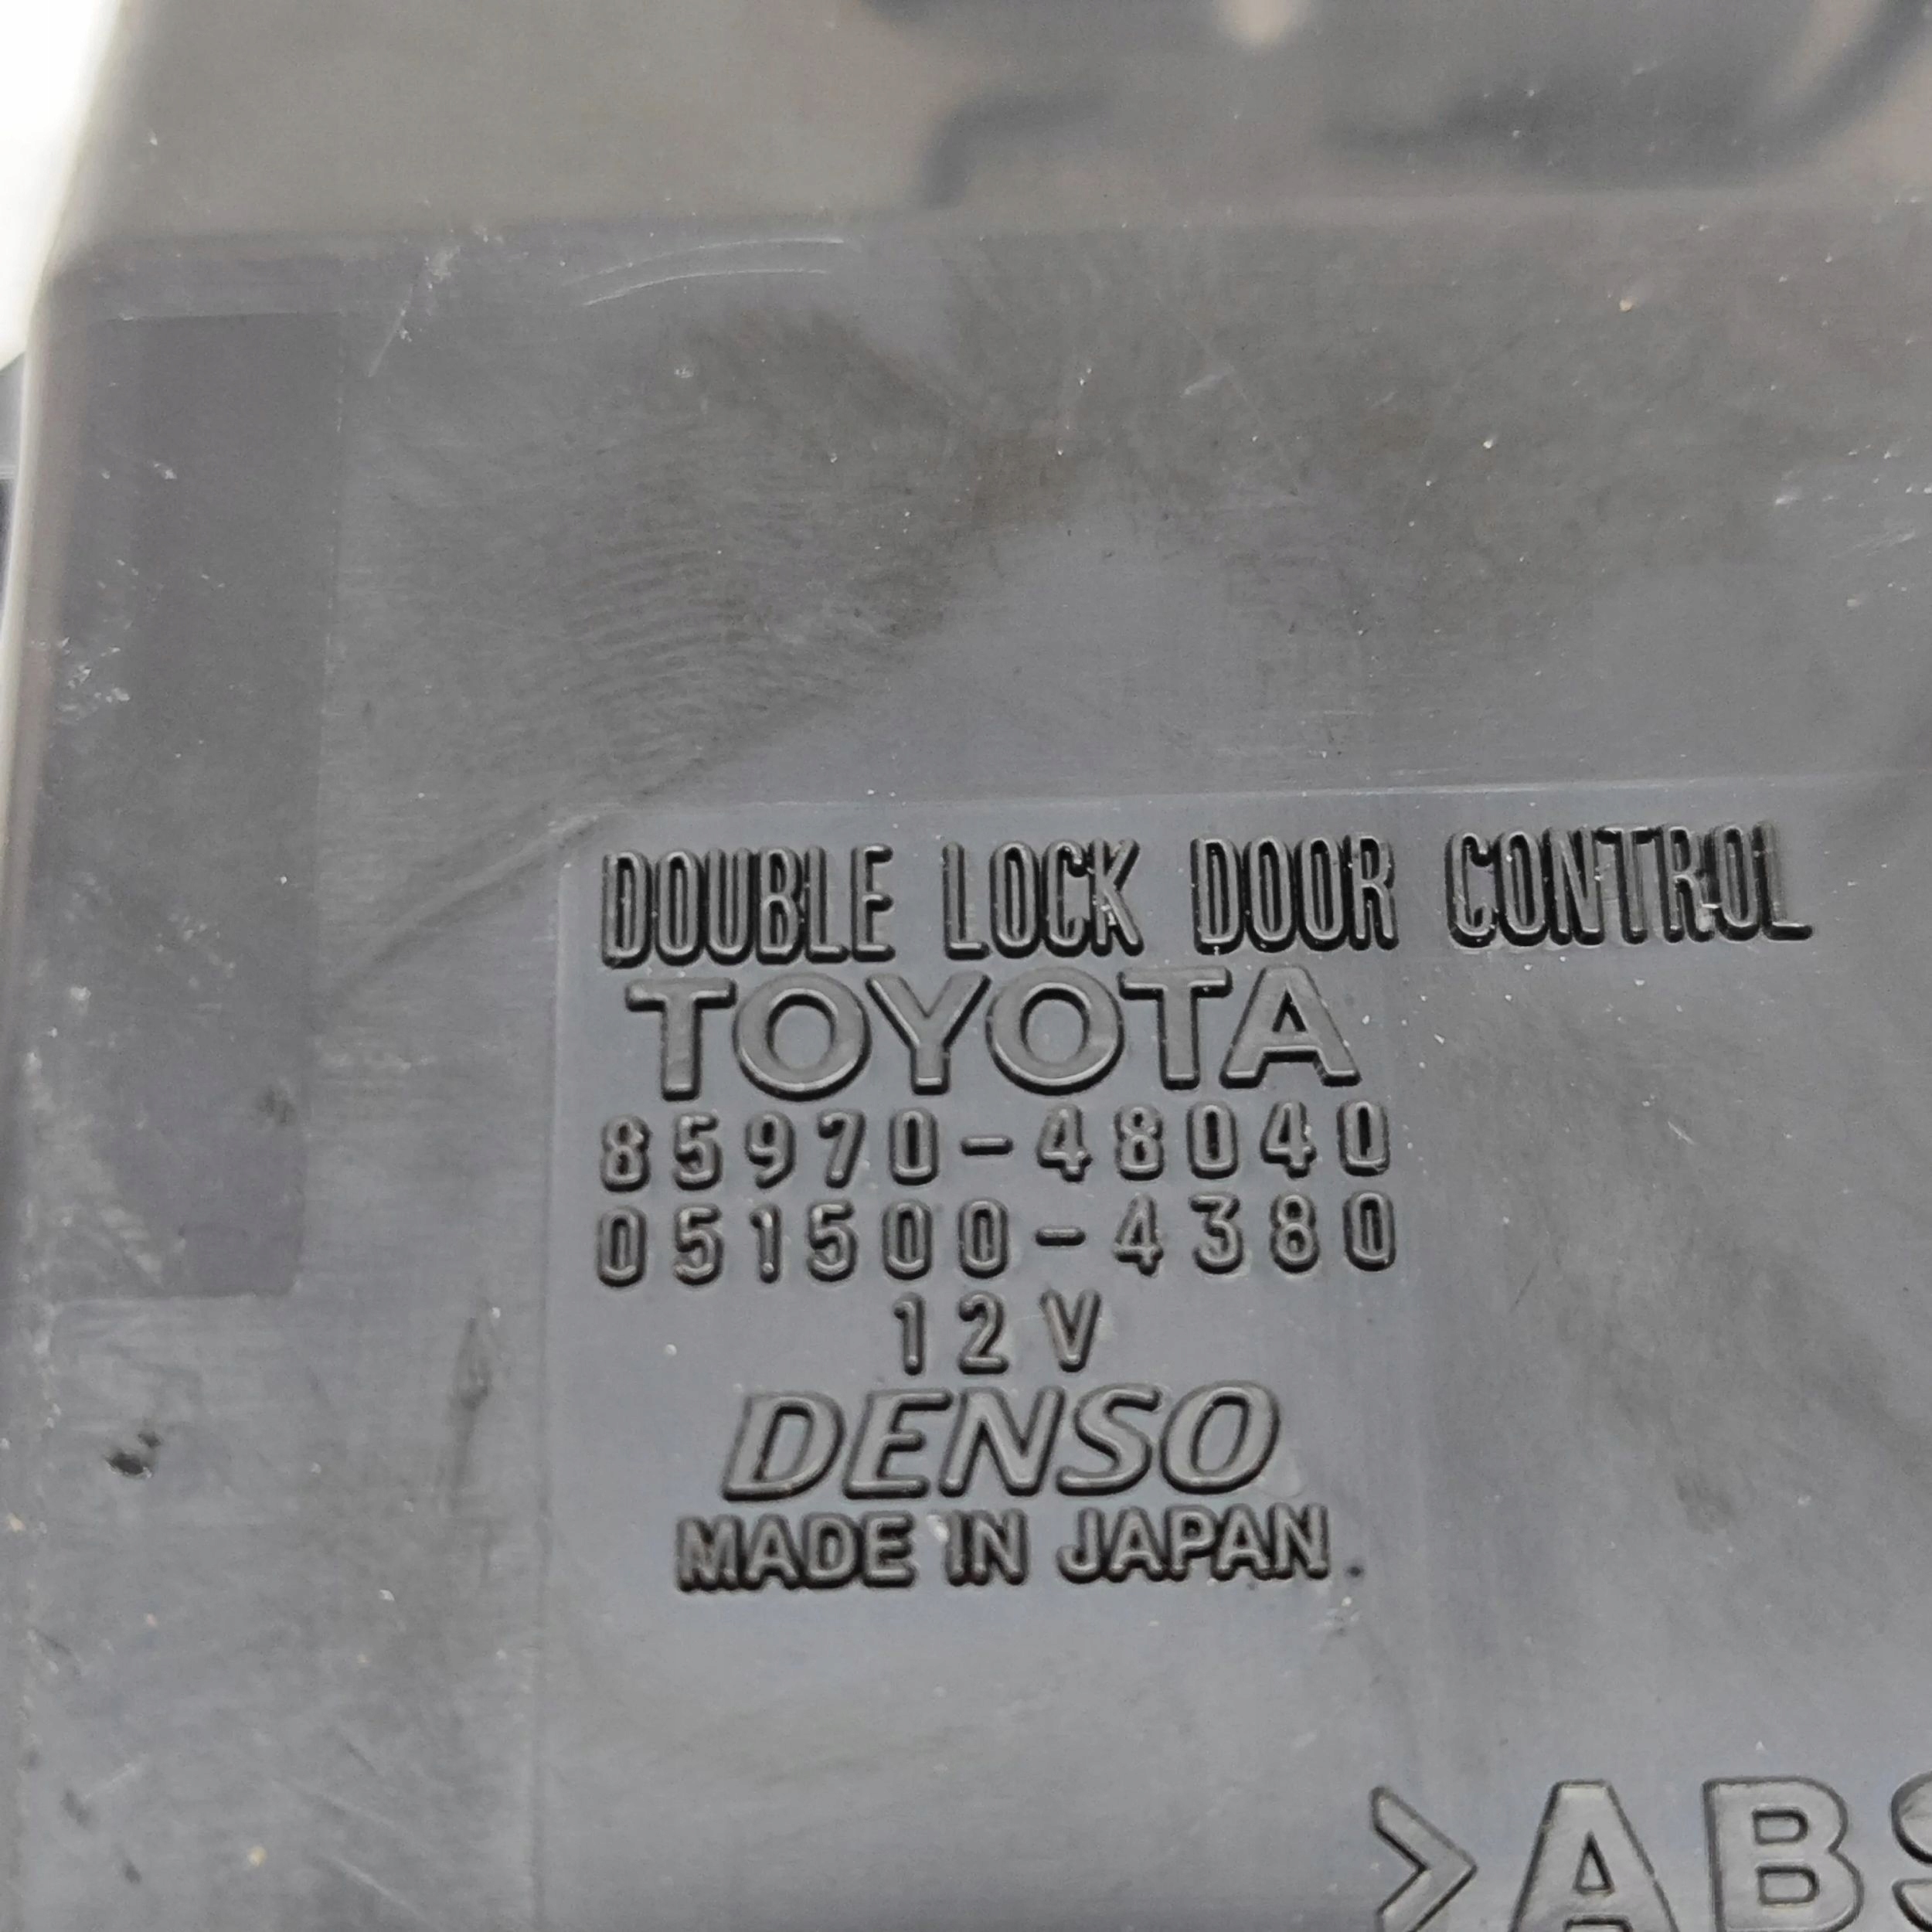 DOUBLE LOCK DOOR CONTROL
TOYOTA
85970-48040
051500-4380
12V
DENSO
MADE IN JAPAN.
>ABS